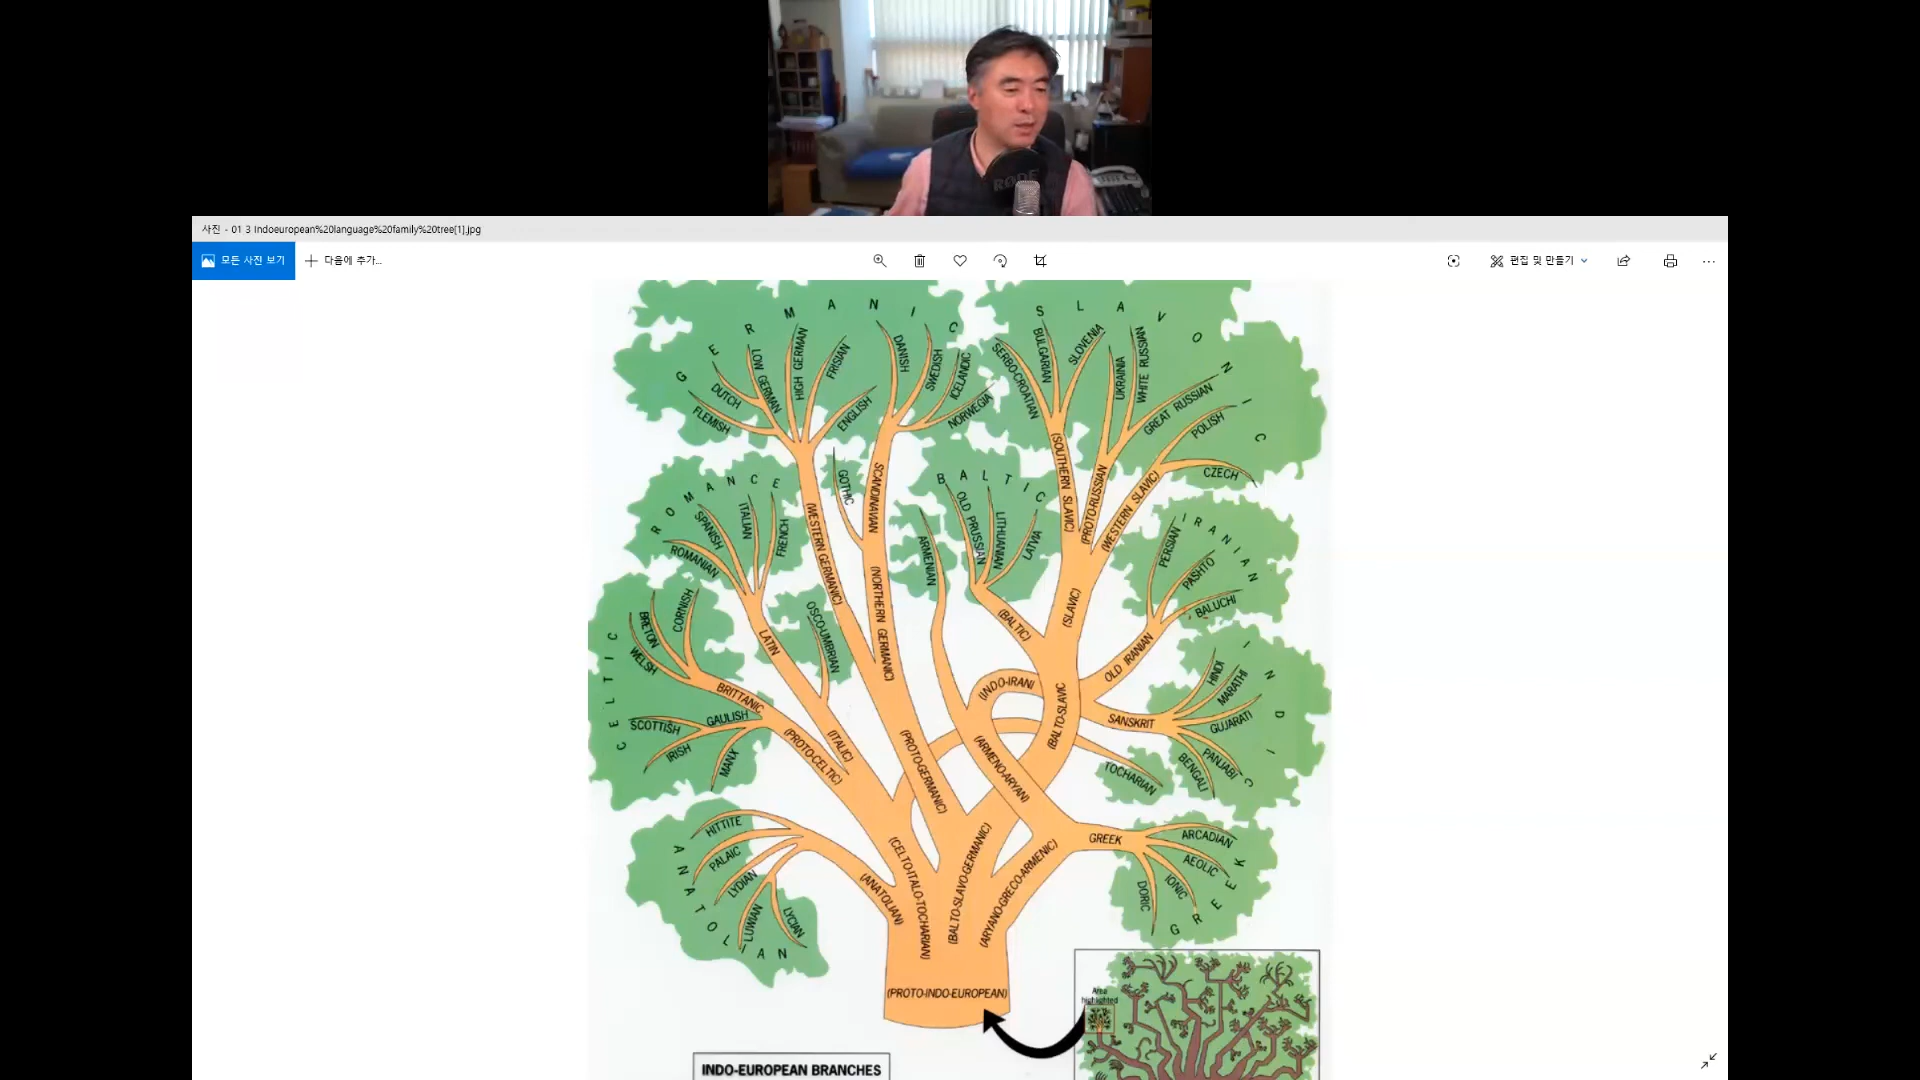 RØDE
사진 - 01 3 Indoeuropean%20language%20family%20tree[1].jpg
모든 사진 보기
다음에 추가...
편집 및 만들기
GERMANIC
FLEMISH
DUTCH
LOW GERMAN
HIGH GERMAN
FRISIAN
ENGLISH
DANISH
SWEDISH
ICELANDIC
NORWEGIA
GOTHIC
SCANDINAVIAN
(WESTERN GERMANIC)
(NORTHERN GERMANIC)
(PROTO-GERMANIC)
SLAVONIC
SERBO-CROATIAN
BULGARIAN
SLOVENIA
UKRAINIA
WHITE RUSSIAN
GREAT RUSSIAN
POLISH
CZECH
(SOUTHERN SLAVIC)
(PROTO-RUSSIAN)
(WESTERN SLAVIC)
(SLAVIC)
ROMANCE
ROMANIAN
SPANISH
ITALIAN
FRENCH
LATIN
OSCO-UMBRIAN
(ITALIC)
BALTIC
ARMENIAN
OLD PRUSSIAN
LITHUANIAN
LATVIA
(BALTIC)
(BALTO-SLAVIC
IRANIAN
PERSIAN
PASHTO
BALUCHI
OLD IRANIAN
(INDO-IRANI
INDIC
HINDI
MARATHI
GUJARATI
PANJABI
BENGALI
SANSKRIT
TOCHARIAN
(ARMENO-ARYAN)
CELTIC
WELSH
BRETON
CORNISH
BRITTANIC
SCOTTISH
GAULISH
IRISH
MANX
(PROTO-CELTIC)
ANATOLIAN
HITTITE
PALAIC
LYDIAN
LUWIAN
LYCIAN
(ANATOLIAN)
(CELTO-ITALO-TOCHARIAN)
(BALTO-SLAVO-GERMANIC)
(ARYANO-GRECO-ARMENIC)
GREEK
GREEK
ARCADIAN
AEOLIC
IONIC
DORIC
(PROTO-INDO-EUROPEAN)
Area
highlighted
INDO-EUROPEAN BRANCHES